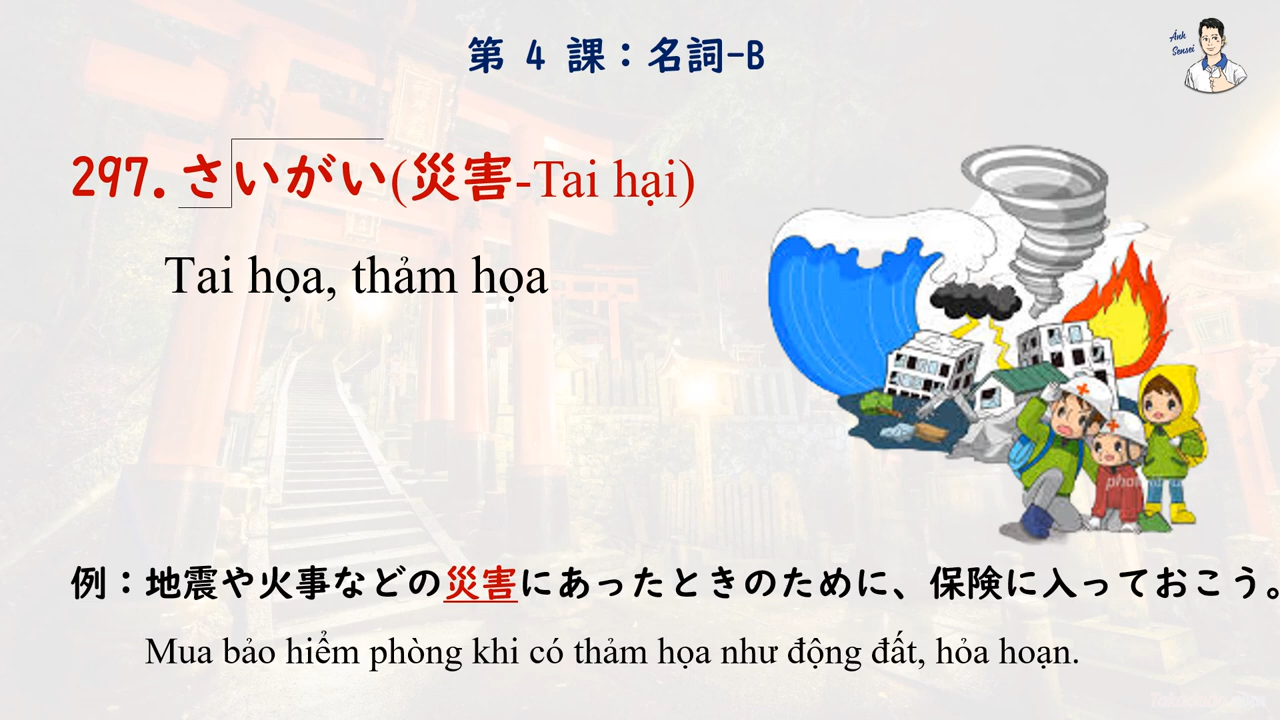 第 4 課：名詞-B
Anh
Sensei
297. さいがい(災害-Tai hại)
Tai họa, thảm họa
例：地震や火事などの災害にあったときのために、保険に入っておこう。
Mua bảo hiểm phòng khi có thảm họa như động đất, hỏa hoạn.